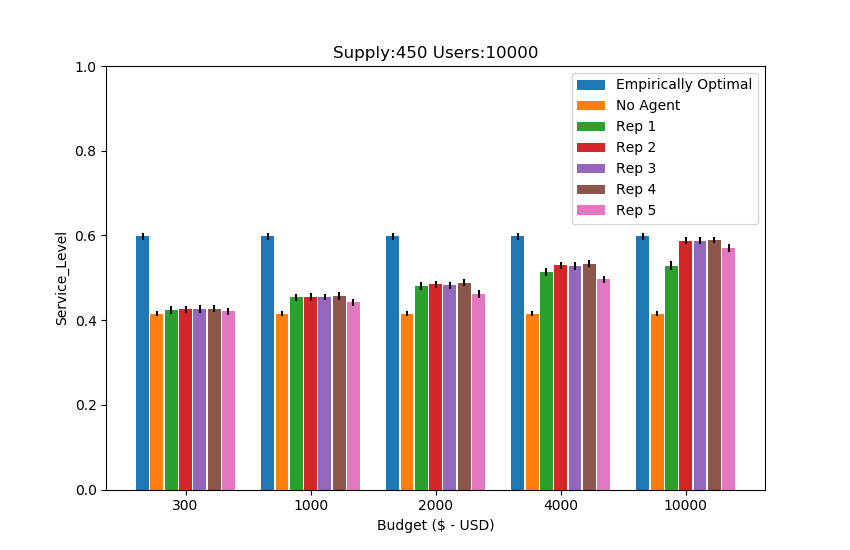 Supply:450 Users:10000
1.0
0.8
0.6
0.4
0.2
0.0
Service_Level
Empirically Optimal
No Agent
Rep 1
Rep 2
Rep 3
Rep 4
Rep 5
300 1000 2000 4000 10000
Budget ($ - USD)